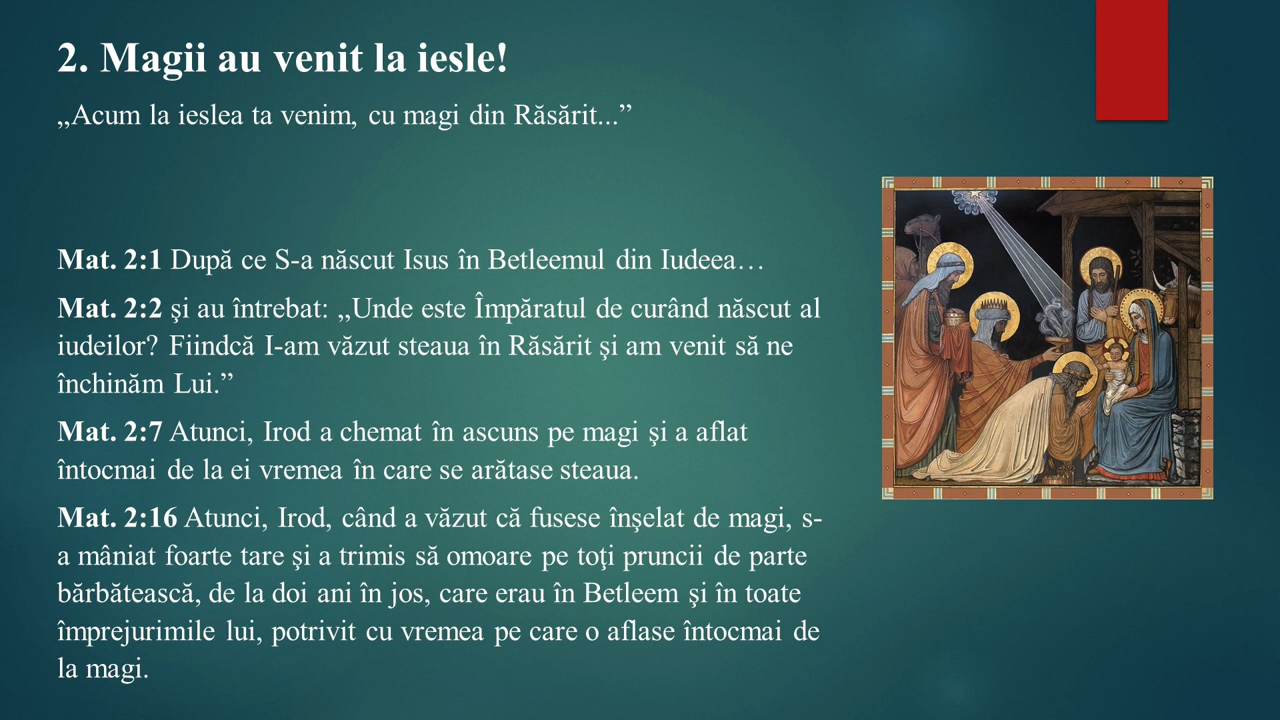 2. Magii au venit la iesle!
„Acum la ieslea ta venim, cu magi din Răsărit...”
Mat. 2:1 După ce S-a născut Isus în Betleemul din Iudeea…
Mat. 2:2 şi au întrebat: „Unde este Împăratul de curând născut al
iudeilor? Fiindcă I-am văzut steaua în Răsărit şi am venit să ne
închinăm Lui.”
Mat. 2:7 Atunci, Irod a chemat în ascuns pe magi şi a aflat
întocmai de la ei vremea în care se arătase steaua.
Mat. 2:16 Atunci, Irod, când a văzut că fusese înşelat de magi, s-
a mâniat foarte tare şi a trimis să omoare pe toţi pruncii de parte
bărbătească, de la doi ani în jos, care erau în Betleem şi în toate
împrejurimile lui, potrivit cu vremea pe care o aflase întocmai de
la magi.